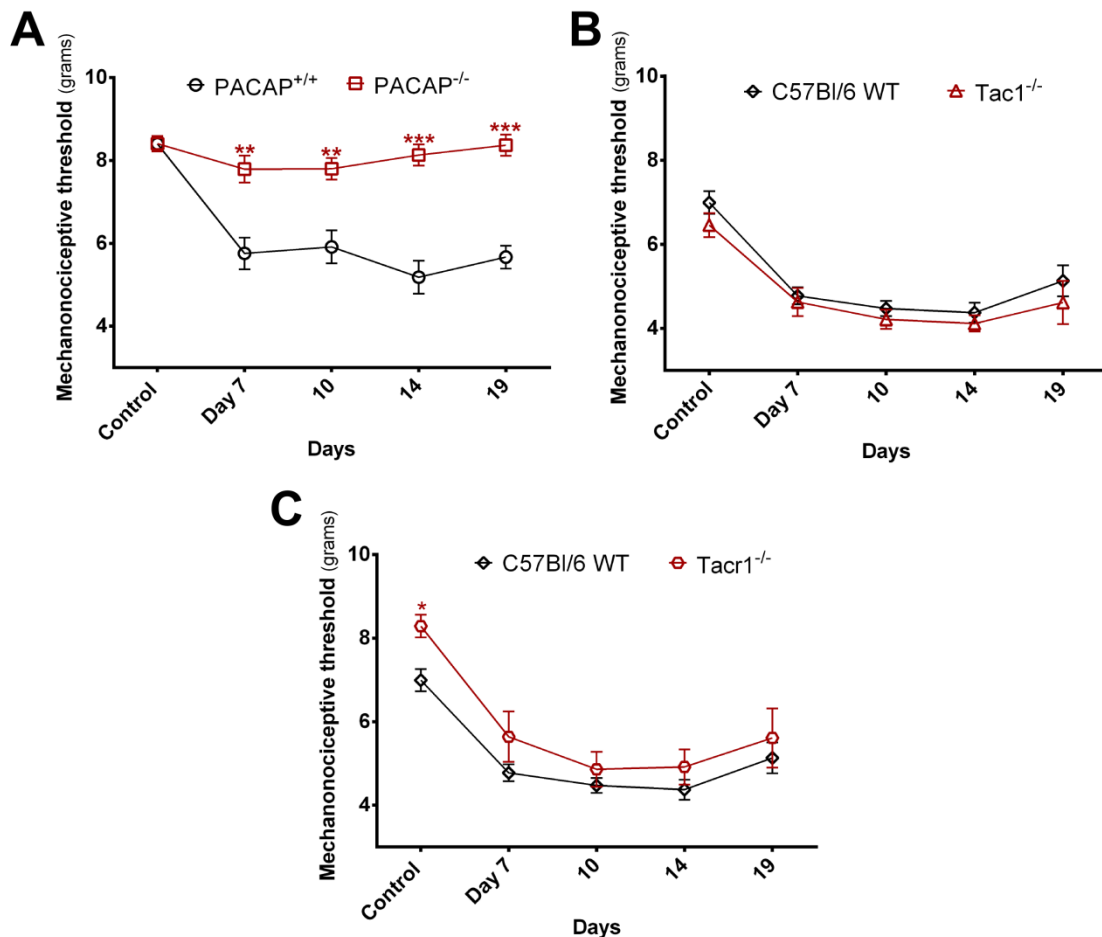 A
Mechanonociceptive threshold (grams)
10
8
6
4
PACAP+/+
PACAP-/-
**
**
***
***
Control
Day 7
10
14
19
Days
B
Mechanonociceptive threshold (grams)
10
8
6
4
C57Bl/6 WT
Tac1-/-
Control
Day 7
10
14
19
Days
C
Mechanonociceptive threshold (grams)
10
8
6
4
C57Bl/6 WT
Tacr1-/-
*
Control
Day 7
10
14
19
Days